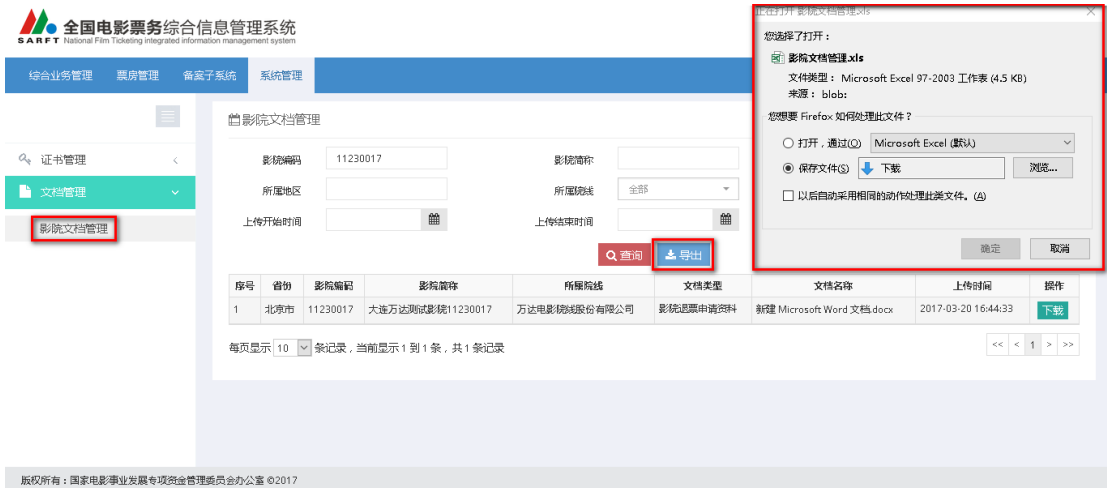 全国电影票务综合信息管理系统
SARFT National Film Ticketing integrated information management system
综合业务管理 票房管理 备案子系统 系统管理
证书管理
文档管理
影院文档管理
影院文档管理
影院编码 11230017 影院简称
所属地区 所属院线 全部
上传开始时间 上传结束时间
查询 导出
序号 省份 影院编码 影院简称 所属院线 文档类型 文档名称 上传时间 操作
1 北京市 11230017 大连万达测试影院11230017 万达电影院线股份有限公司 影院退票申请资料 新建 Microsoft Word 文档.docx 2017-03-20 16:44:33 下载
每页显示 10 条记录，当前显示 1 到 1 条，共 1 条记录
<< < 1 > >>
正在打开 影院文档管理.xls
您选择了打开：
影院文档管理.xls
文件类型： Microsoft Excel 97-2003 工作表 (4.5 KB)
来源： blob:
您想要 Firefox 如何处理此文件？
打开，通过(O) Microsoft Excel (默认)
保存文件(S) 下载 浏览...
以后自动采用相同的动作处理此类文件。(A)
确定 取消
版权所有：国家电影事业发展专项资金管理委员会办公室 ©2017